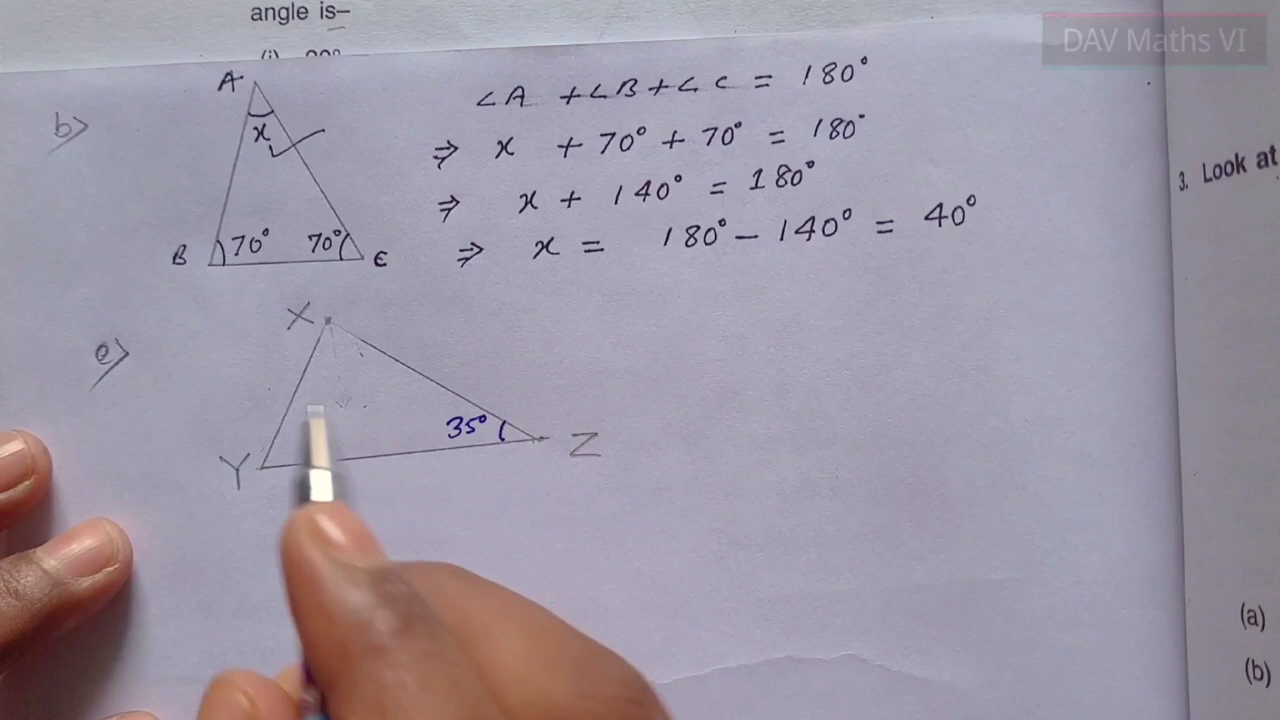 angle is–
DAV Maths VI
b)
A
x
B 70° 70° C
∠A + ∠B + ∠C = 180°
⇒ x + 70° + 70° = 180°
⇒ x + 140° = 180°
⇒ x = 180° – 140° = 40°
3. Look at
e)
X
35°
Y Z
(a)
(b)